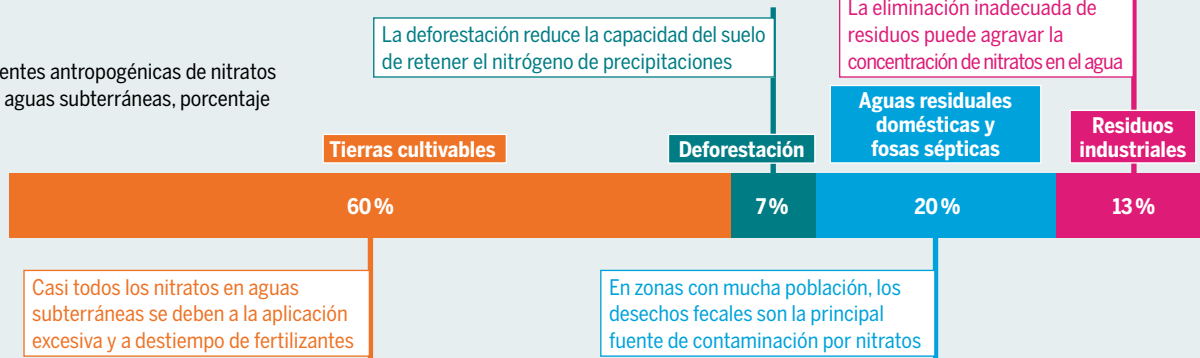 La eliminación inadecuada de
residuos puede agravar la
concentración de nitratos en el agua
La deforestación reduce la capacidad del suelo
de retener el nitrógeno de precipitaciones
antropogénicas de nitratos
aguas subterráneas, porcentaje
Tierras cultivables
Deforestación
Aguas residuales
domésticas y
fosas sépticas
Residuos
industriales
60 %
7 %
20 %
13 %
Casi todos los nitratos en aguas
subterráneas se deben a la aplicación
excesiva y a destiempo de fertilizantes
En zonas con mucha población, los
desechos fecales son la principal
fuente de contaminación por nitratos